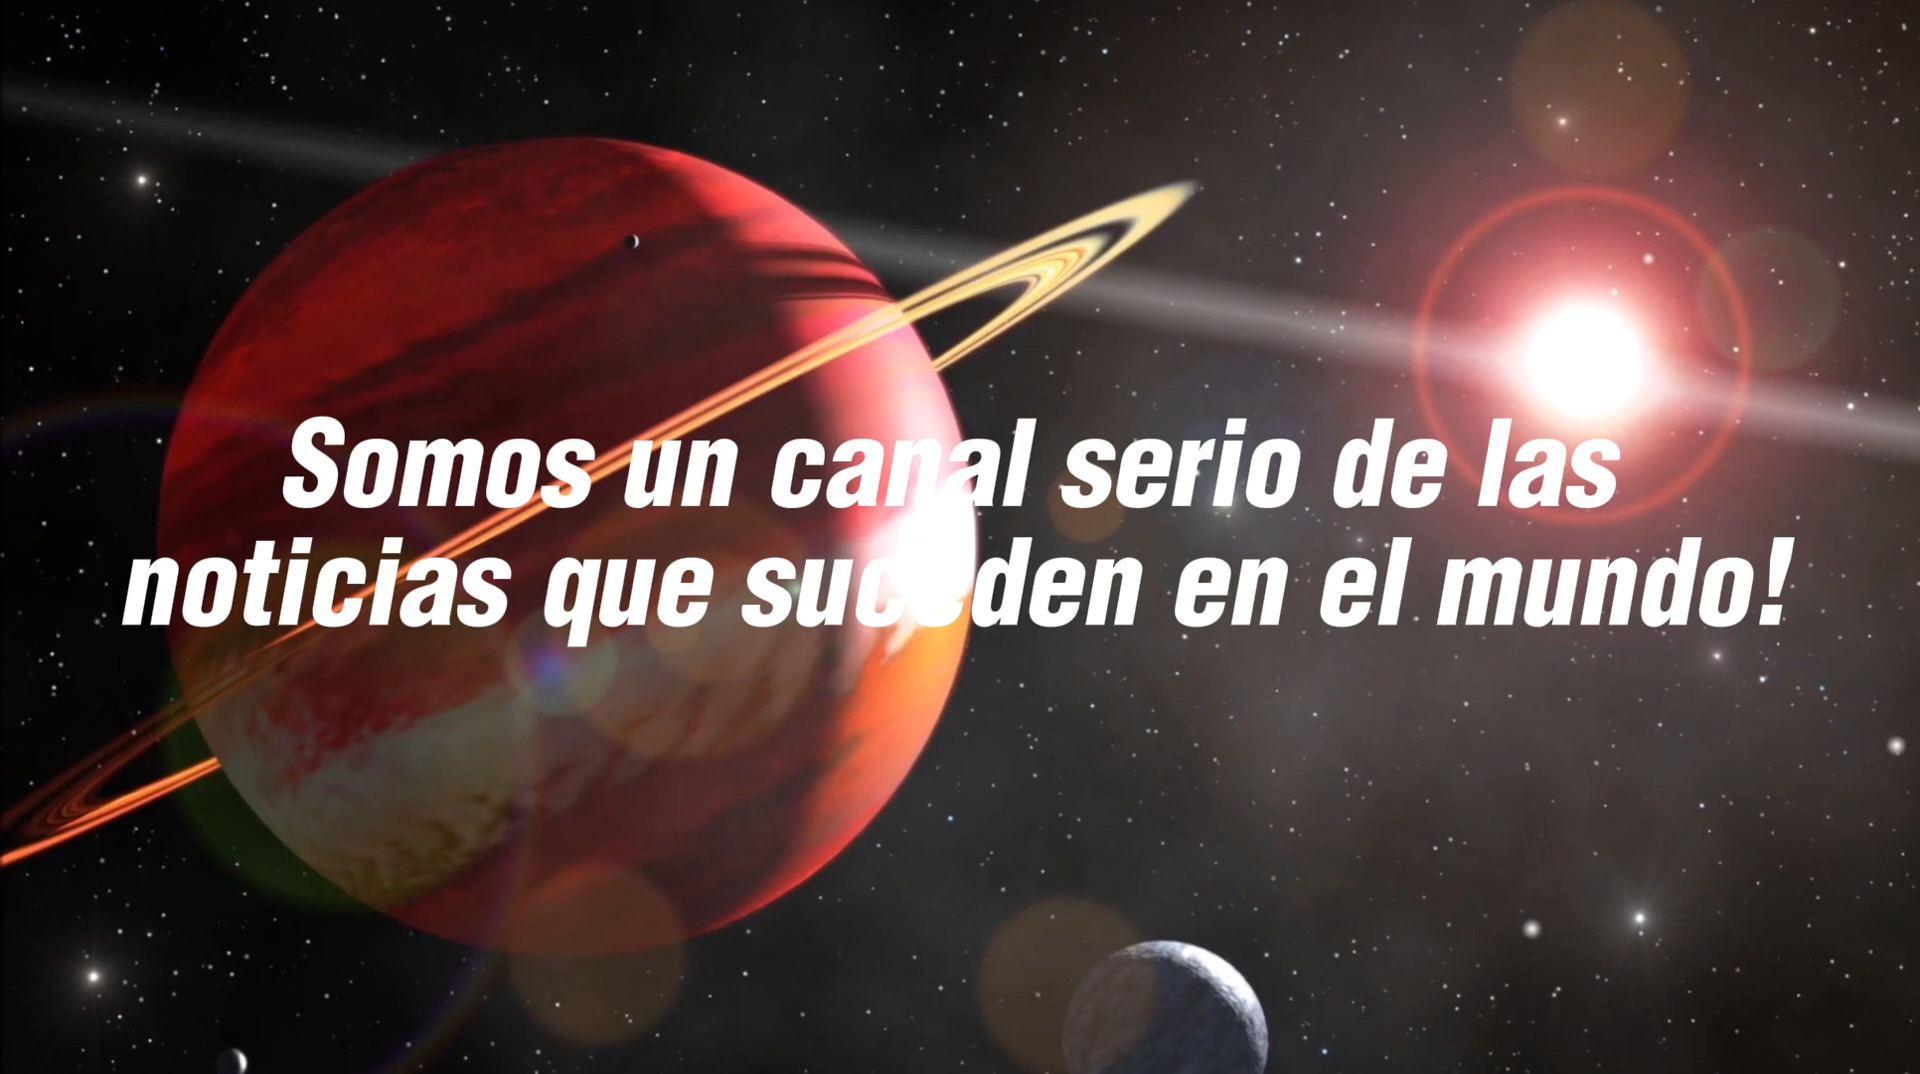 Somos un canal serio de las
noticias que suceden en el mundo!